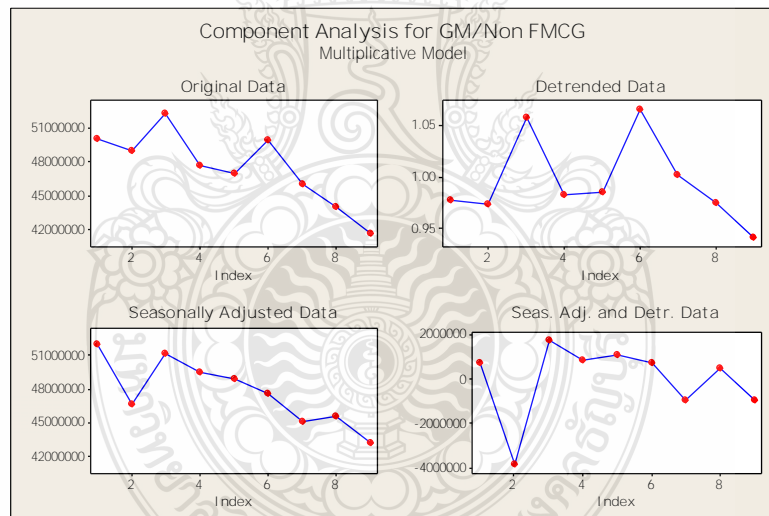 Component Analysis for GM/Non FMCG
Multiplicative Model
Original Data
51000000
48000000
45000000
42000000
2 4 6 8
Index
Detrended Data
1.05
1.00
0.95
2 4 6 8
Index
Seasonally Adjusted Data
51000000
48000000
45000000
42000000
2 4 6 8
Index
Seas. Adj. and Detr. Data
2000000
0
-2000000
-4000000
2 4 6 8
Index